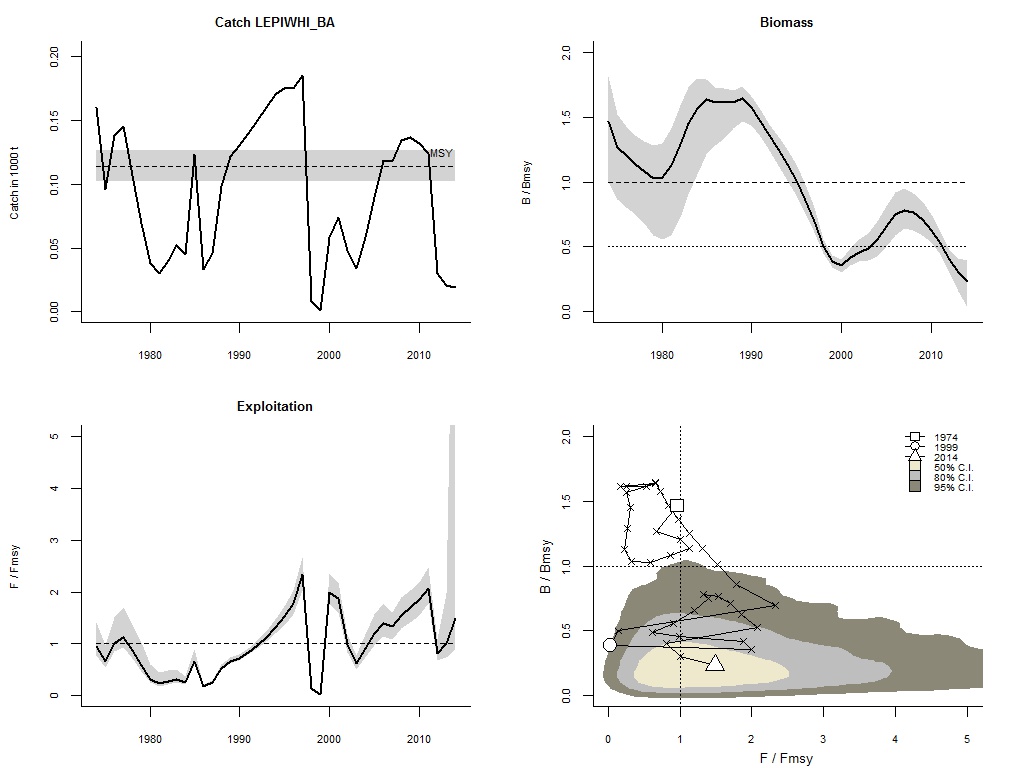 Catch LEPIWHI_BA
Catch in 1000 t
0.00 0.05 0.10 0.15 0.20
MSY
1980 1990 2000 2010
Biomass
B / Bmsy
0.0 0.5 1.0 1.5 2.0
1980 1990 2000 2010
Exploitation
F / Fmsy
0 1 2 3 4 5
1980 1990 2000 2010
B / Bmsy
0.0 0.5 1.0 1.5 2.0
1974
1999
2014
50% C.I.
80% C.I.
95% C.I.
0 1 2 3 4 5
F / Fmsy